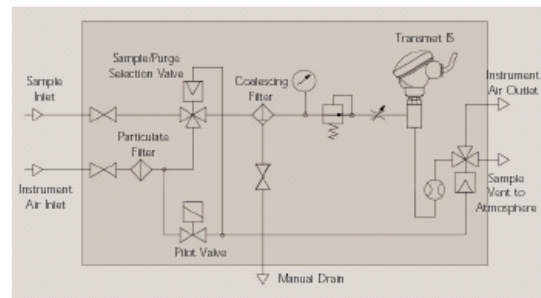 Transmet IS
Sample/Purge
Selection Valve
Coalescing
Filter
Instrument
Air Outlet
Sample
Inlet
Particulate
Filter
Instrument
Air Inlet
Sample
Vent to
Atmosphere
Pilot Valve
Manual Drain